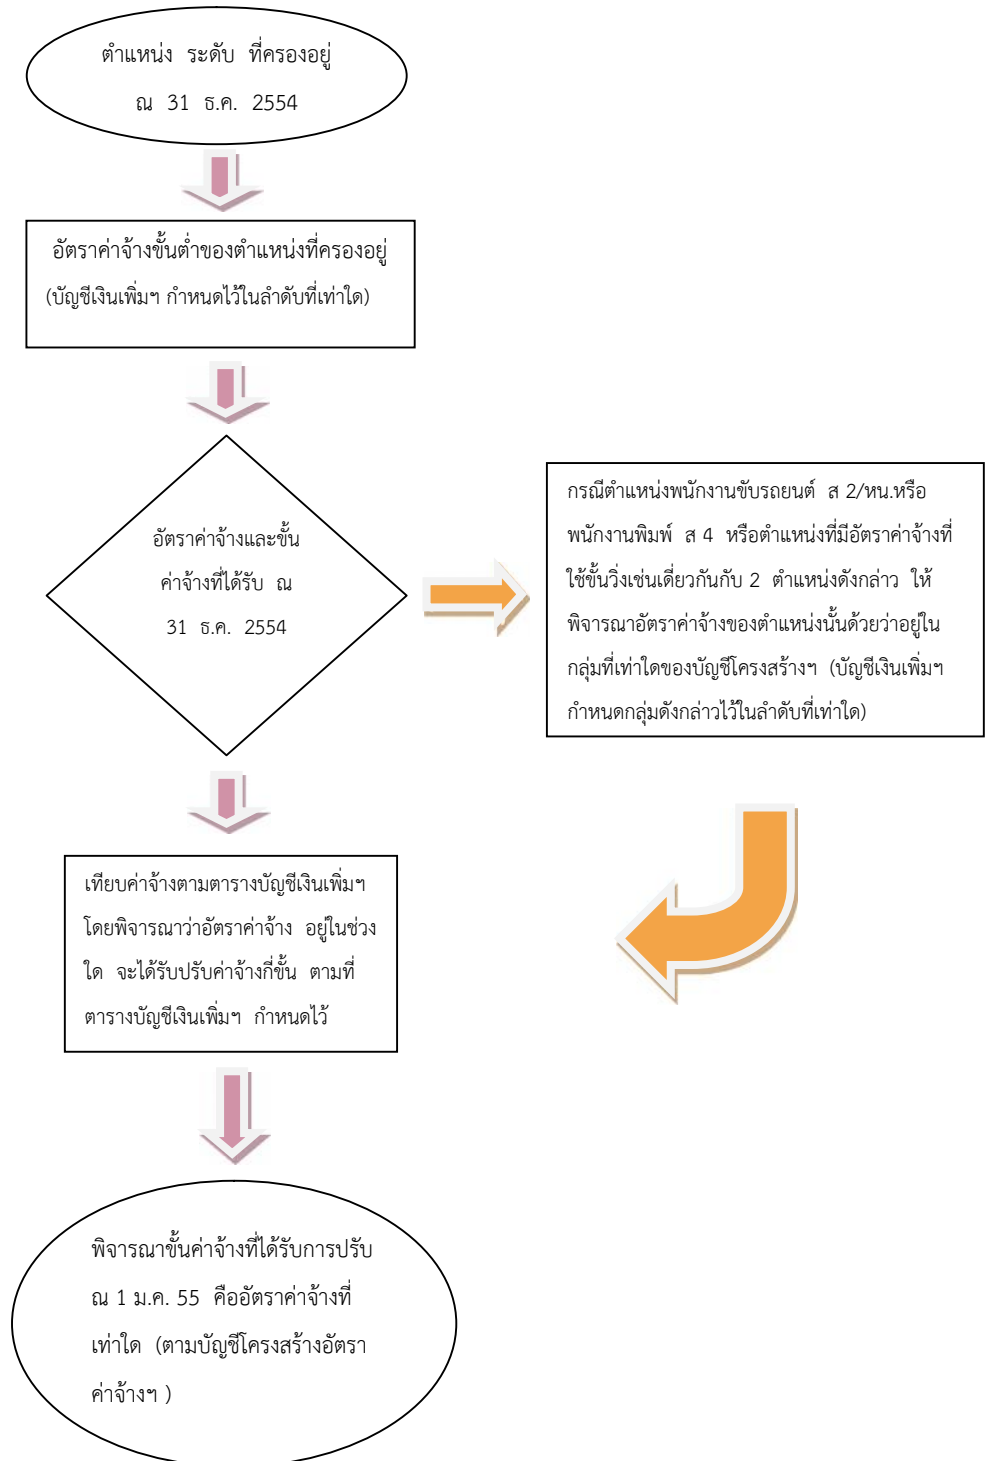 ตำแหน่ง ระดับ ที่ครองอยู่
ณ 31 ธ.ค. 2554
อัตราค่าจ้างขั้นต่ำของตำแหน่งที่ครองอยู่
(บัญชีเงินเพิ่มฯ กำหนดไว้ในลำดับที่เท่าใด)
อัตราค่าจ้างและขั้น
ค่าจ้างที่ได้รับ ณ
31 ธ.ค. 2554
กรณีตำแหน่งพนักงานขับรถยนต์ ส 2/หน.หรือ
พนักงานพิมพ์ ส 4 หรือตำแหน่งที่มีอัตราค่าจ้างที่
ใช้ขั้นวิ่งเช่นเดี่ยวกันกับ 2 ตำแหน่งดังกล่าว ให้
พิจารณาอัตราค่าจ้างของตำแหน่งนั้นด้วยว่าอยู่ใน
กลุ่มที่เท่าใดของบัญชีโครงสร้างฯ (บัญชีเงินเพิ่มฯ
กำหนดกลุ่มดังกล่าวไว้ในลำดับที่เท่าใด)
เทียบค่าจ้างตามตารางบัญชีเงินเพิ่มฯ
โดยพิจารณาว่าอัตราค่าจ้าง อยู่ในช่วง
ใด จะได้รับปรับค่าจ้างกี่ขั้น ตามที่
ตารางบัญชีเงินเพิ่มฯ กำหนดไว้
พิจารณาขั้นค่าจ้างที่ได้รับการปรับ
ณ 1 ม.ค. 55 คืออัตราค่าจ้างที่
เท่าใด (ตามบัญชีโครงสร้างอัตรา
ค่าจ้างฯ )